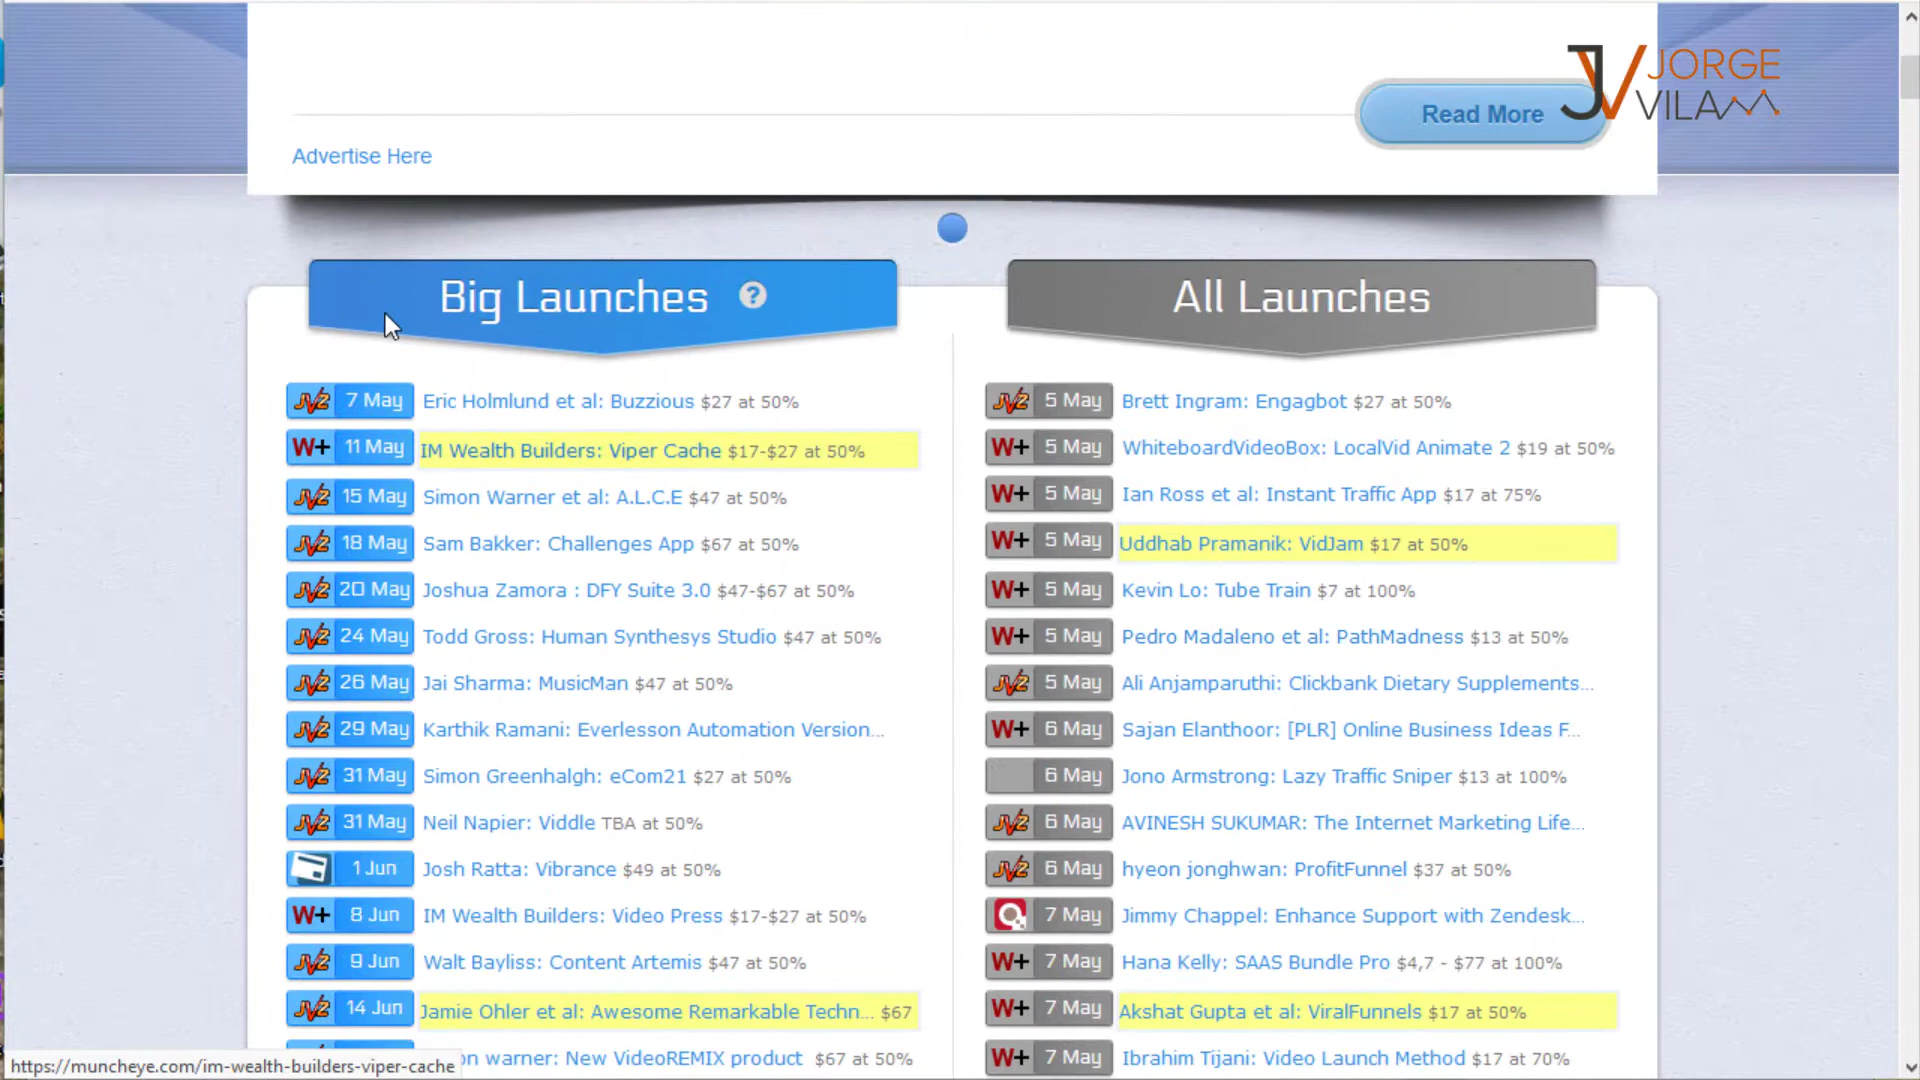 JORGE
VILAM
Read More
Advertise Here
Big Launches ?
7 May Eric Holmlund et al: Buzzious $27 at 50%
W+ 11 May IM Wealth Builders: Viper Cache $17-$27 at 50%
15 May Simon Warner et al: A.L.C.E $47 at 50%
18 May Sam Bakker: Challenges App $67 at 50%
20 May Joshua Zamora : DFY Suite 3.0 $47-$67 at 50%
24 May Todd Gross: Human Synthesys Studio $47 at 50%
26 May Jai Sharma: MusicMan $47 at 50%
29 May Karthik Ramani: Everlesson Automation Version...
31 May Simon Greenhalgh: eCom21 $27 at 50%
31 May Neil Napier: Viddle TBA at 50%
1 Jun Josh Ratta: Vibrance $49 at 50%
W+ 8 Jun IM Wealth Builders: Video Press $17-$27 at 50%
9 Jun Walt Bayliss: Content Artemis $47 at 50%
14 Jun Jamie Ohler et al: Awesome Remarkable Techn... $67
on warner: New VideoREMIX product $67 at 50%
All Launches
5 May Brett Ingram: Engagbot $27 at 50%
W+ 5 May WhiteboardVideoBox: LocalVid Animate 2 $19 at 50%
W+ 5 May Ian Ross et al: Instant Traffic App $17 at 75%
W+ 5 May Uddhab Pramanik: VidJam $17 at 50%
W+ 5 May Kevin Lo: Tube Train $7 at 100%
W+ 5 May Pedro Madaleno et al: PathMadness $13 at 50%
5 May Ali Anjamparuthi: Clickbank Dietary Supplements...
W+ 6 May Sajan Elanthoor: [PLR] Online Business Ideas F...
6 May Jono Armstrong: Lazy Traffic Sniper $13 at 100%
6 May AVINESH SUKUMAR: The Internet Marketing Life...
6 May hyeon jonghwan: ProfitFunnel $37 at 50%
7 May Jimmy Chappel: Enhance Support with Zendesk...
W+ 7 May Hana Kelly: SAAS Bundle Pro $4,7 - $77 at 100%
W+ 7 May Akshat Gupta et al: ViralFunnels $17 at 50%
W+ 7 May Ibrahim Tijani: Video Launch Method $17 at 70%
https://muncheye.com/im-wealth-builders-viper-cache